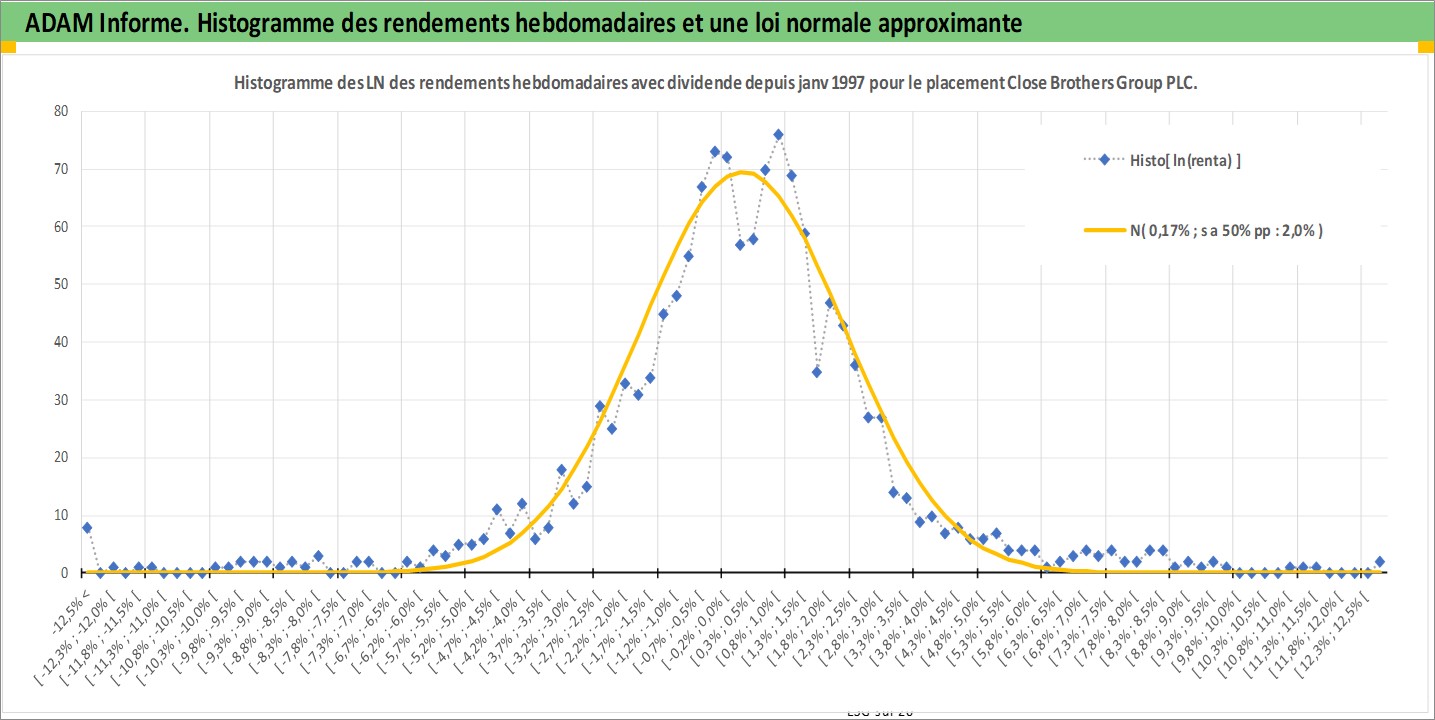 ADAM Informe. Histogramme des rendements hebdomadaires et une loi normale approximante
Histogramme des LN des rendements hebdomadaires avec dividende depuis janv 1997 pour le placement Close Brothers Group PLC.
80
70
60
50
40
30
20
10
0
Histo[ ln(renta) ]
N( 0,17% ; s a 50% pp : 2,0% )
-12,5% <
[ -12,3% ; -12,0% [
[ -11,8% ; -11,5% [
[ -11,3% ; -11,0% [
[ -10,8% ; -10,5% [
[ -10,3% ; -10,0% [
[ -9,8% ; -9,5% [
[ -9,3% ; -9,0% [
[ -8,8% ; -8,5% [
[ -8,3% ; -8,0% [
[ -7,8% ; -7,5% [
[ -7,3% ; -7,0% [
[ -6,7% ; -6,5% [
[ -6,2% ; -6,0% [
[ -5,7% ; -5,5% [
[ -5,2% ; -5,0% [
[ -4,7% ; -4,5% [
[ -4,2% ; -4,0% [
[ -3,7% ; -3,5% [
[ -3,2% ; -3,0% [
[ -2,7% ; -2,5% [
[ -2,2% ; -2,0% [
[ -1,7% ; -1,5% [
[ -1,2% ; -1,0% [
[ -0,7% ; -0,5% [
[ -0,2% ; 0,0% [
[ 0,3% ; 0,5% [
[ 0,8% ; 1,0% [
[ 1,3% ; 1,5% [
[ 1,8% ; 2,0% [
[ 2,3% ; 2,5% [
[ 2,8% ; 3,0% [
[ 3,3% ; 3,5% [
[ 3,8% ; 4,0% [
[ 4,3% ; 4,5% [
[ 4,8% ; 5,0% [
[ 5,3% ; 5,5% [
[ 5,8% ; 6,0% [
[ 6,3% ; 6,5% [
[ 6,8% ; 7,0% [
[ 7,3% ; 7,5% [
[ 7,8% ; 8,0% [
[ 8,3% ; 8,5% [
[ 8,8% ; 9,0% [
[ 9,3% ; 9,5% [
[ 9,8% ; 10,0% [
[ 10,3% ; 10,5% [
[ 10,8% ; 11,0% [
[ 11,3% ; 11,5% [
[ 11,8% ; 12,0% [
[ 12,3% ; 12,5% [